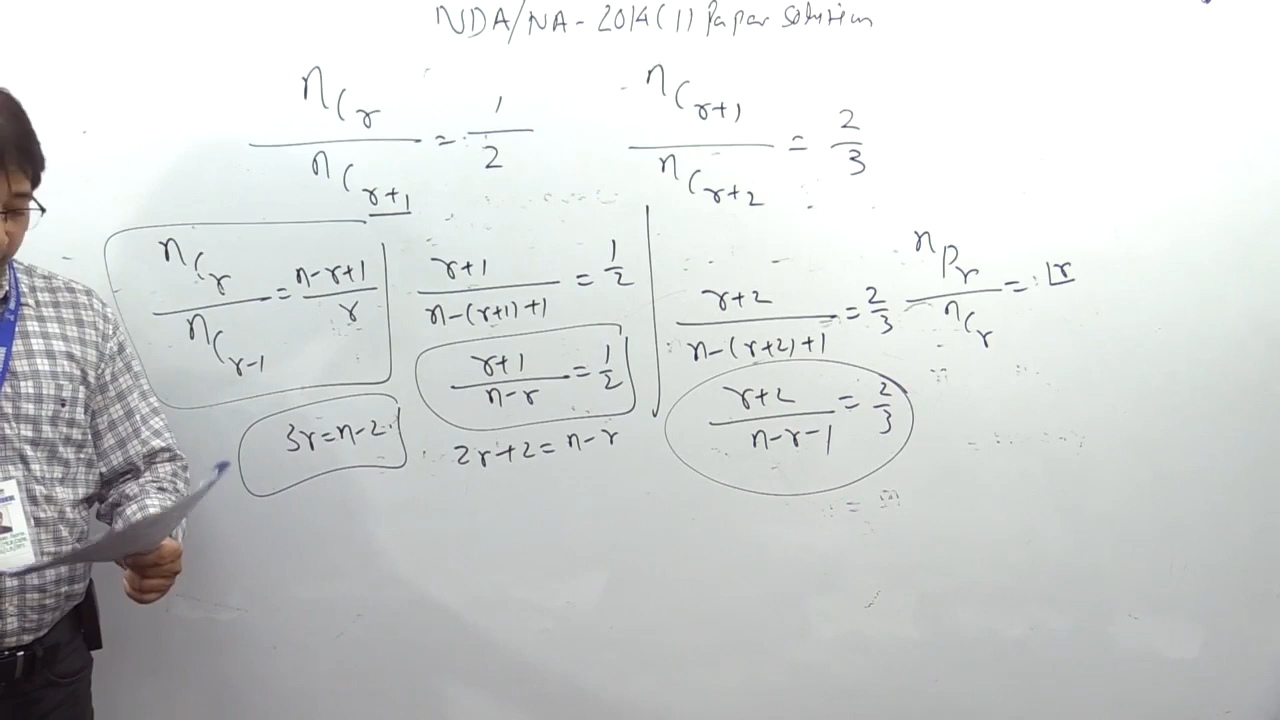 NDA/NA - 2014(1) Paper Solution
nCr / nCr+1 = 1/2
nCr+1 / nCr+2 = 2/3
nCr / nCr-1 = n-r+1 / r
3r=n-2
r+1 / n-(r+1)+1 = 1/2
r+1 / n-r = 1/2
2r+2=n-r
r+2 / n-(r+2)+1 = 2/3
r+2 / n-r-1 = 2/3
nPr / nCr = ⌊r